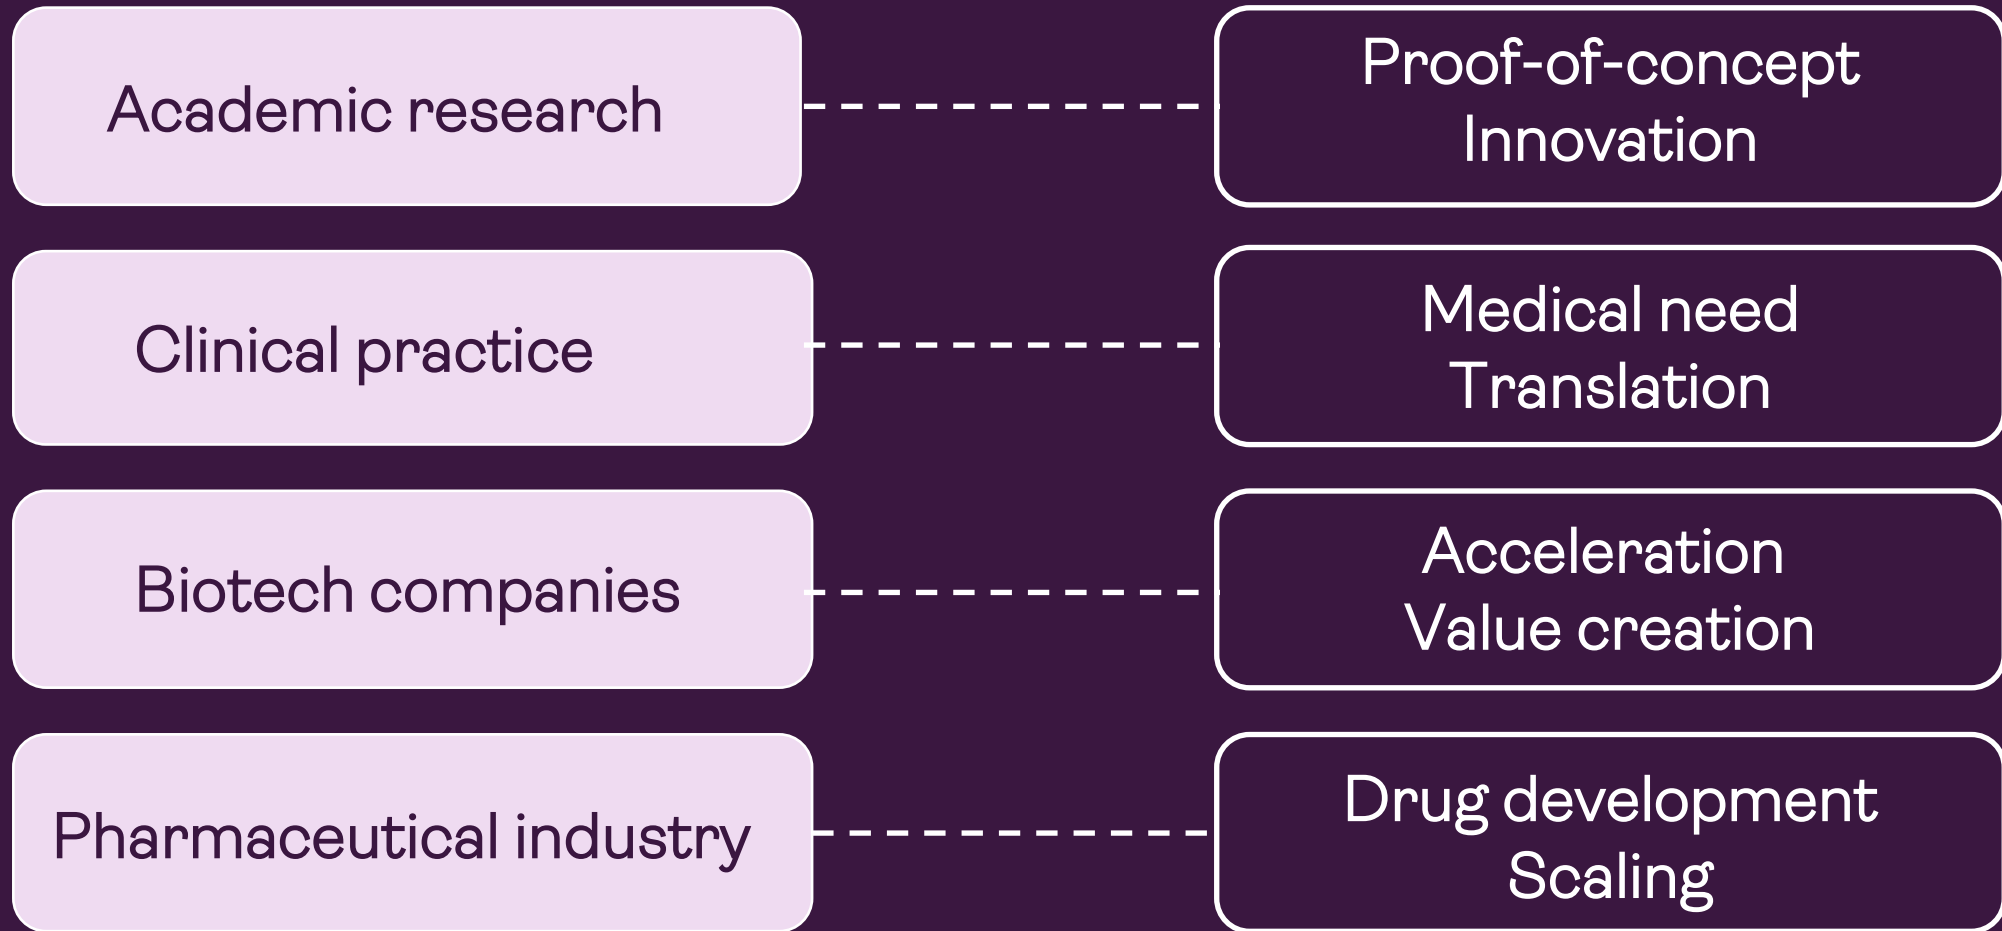 Academic research
Proof-of-concept
Innovation
Clinical practice
Medical need
Translation
Biotech companies
Acceleration
Value creation
Pharmaceutical industry
Drug development
Scaling